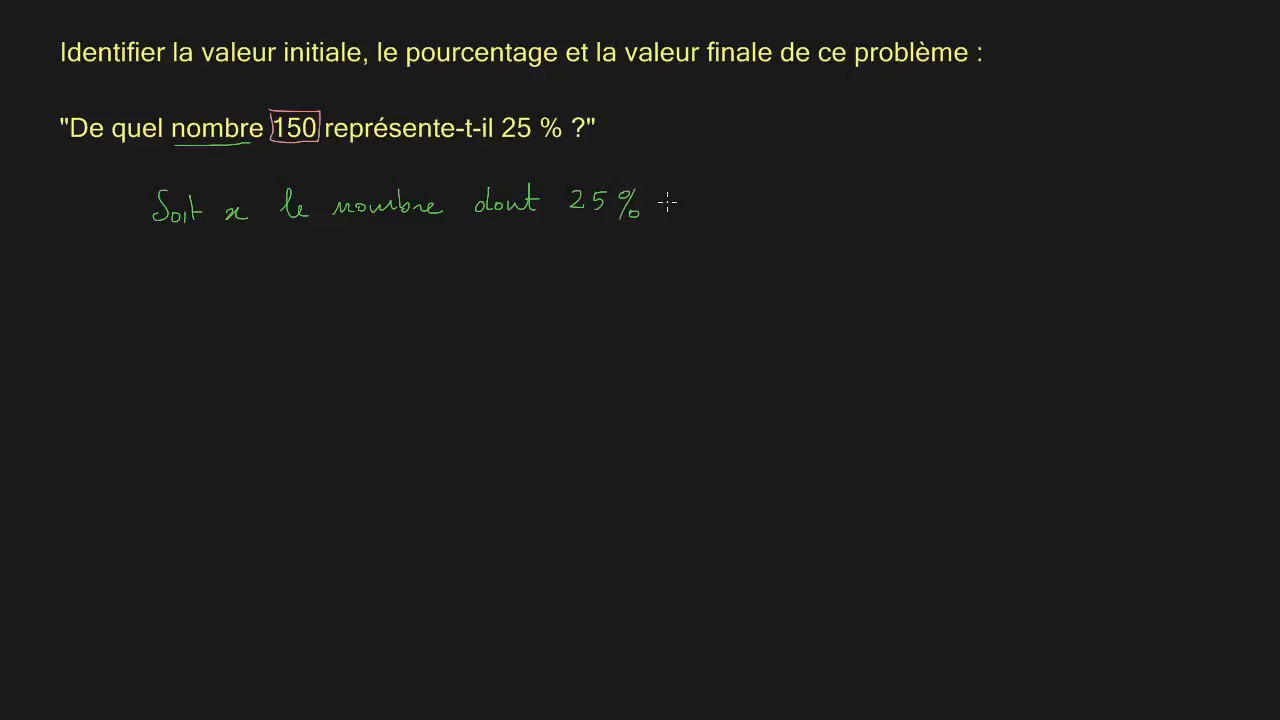 Identifier la valeur initiale, le pourcentage et la valeur finale de ce problème :
"De quel nombre 150 représente-t-il 25 % ?"
Soit x le nombre dont 25%